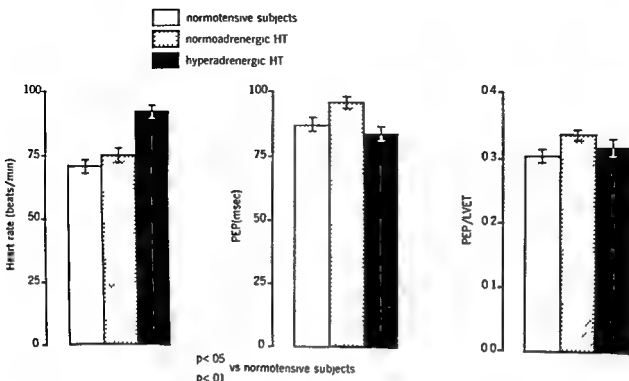 normotensive subjects
normoadrenergic HT
hyperadrenergic HT
Heart rate (beats/min)
100
75
50
25
0
PEP(msec)
100
75
50
25
0
PEP/LVET
0.4
0.3
0.2
0.1
0.0
p< 05
p< 01
vs normotensive subjects